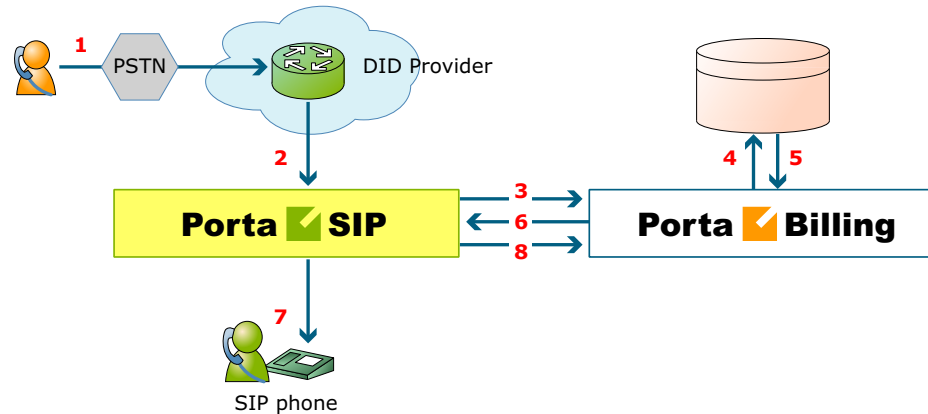 1
PSTN
DID Provider
2
4
5
3
Porta SIP
6
Porta Billing
8
7
SIP phone